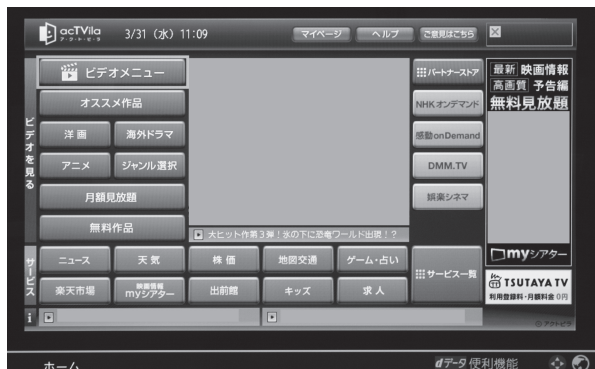 acTVila
アクトビラ
3/31（水）11:09
マイページ
ヘルプ
ご意見はこちら
ビデオを見る
ビデオメニュー
オススメ作品
洋画
海外ドラマ
アニメ
ジャンル選択
月額見放題
無料作品
大ヒット作第3弾！氷の下に恐竜ワールド出現！？
パートナーストア
NHKオンデマンド
感動onDemand
DMM.TV
娯楽シネマ
最新 映画情報
高画質 予告編
無料見放題
myシアター
サービス
ニュース
天気
株価
地図交通
ゲーム・占い
楽天市場
映画情報
myシアター
出前館
キッズ
求人
サービス一覧
TSUTAYA TV
利用登録料・月額料金 0円
i
©アクトビラ
ホーム
dデータ 便利機能